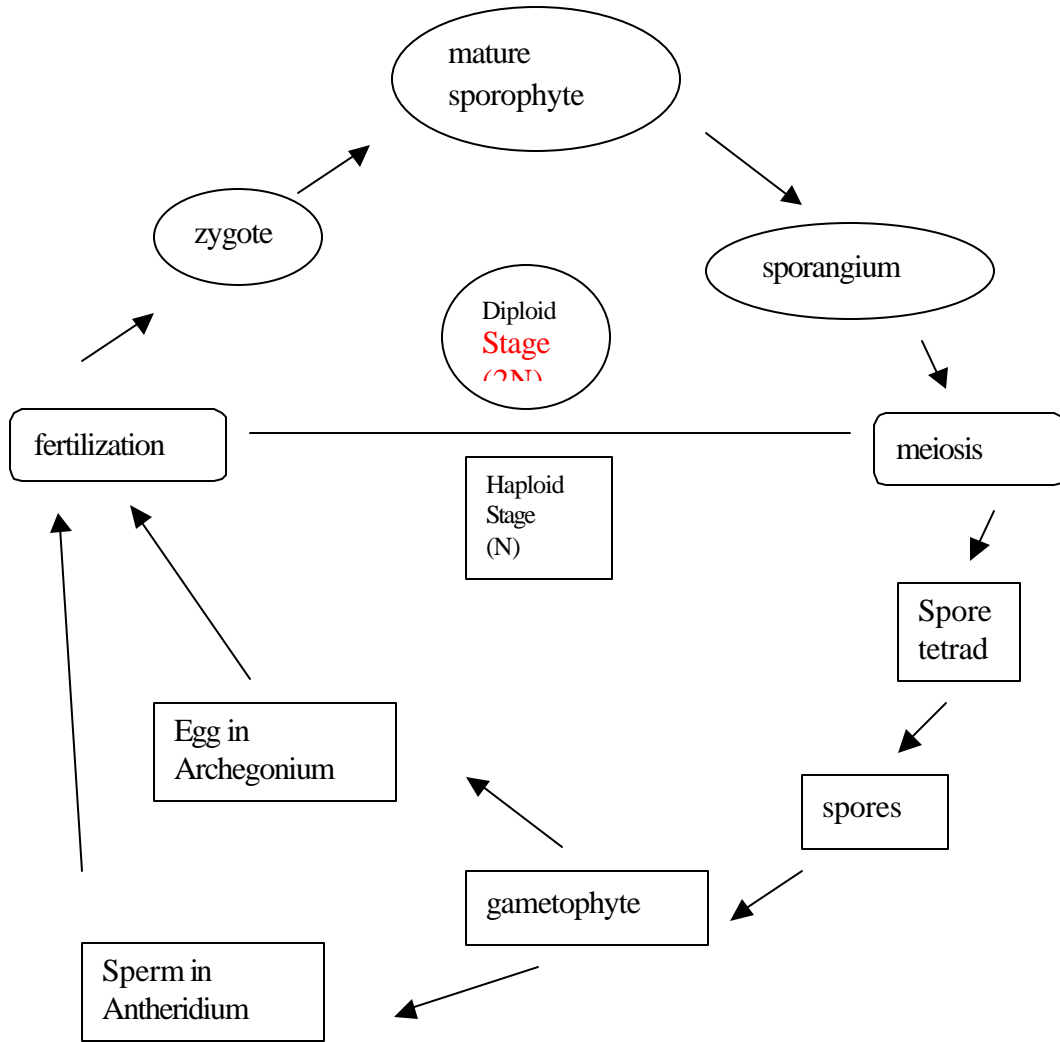 mature
sporophyte
zygote
sporangium
Diploid
Stage
(2N)
fertilization
meiosis
Haploid
Stage
(N)
Spore
tetrad
Egg in
Archegonium
spores
gametophyte
Sperm in
Antheridium